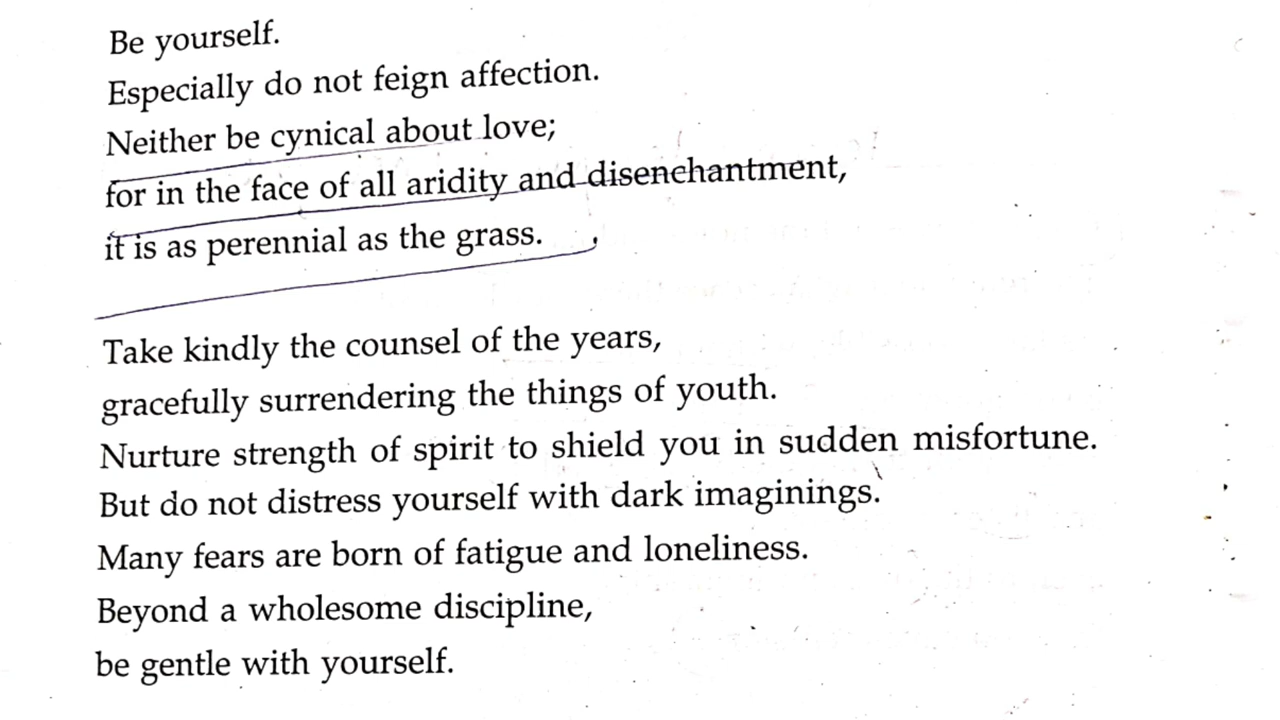 Be yourself.
Especially do not feign affection.
Neither be cynical about love;
for in the face of all aridity and disenchantment,
it is as perennial as the grass.
Take kindly the counsel of the years,
gracefully surrendering the things of youth.
Nurture strength of spirit to shield you in sudden misfortune.
But do not distress yourself with dark imaginings.
Many fears are born of fatigue and loneliness.
Beyond a wholesome discipline,
be gentle with yourself.